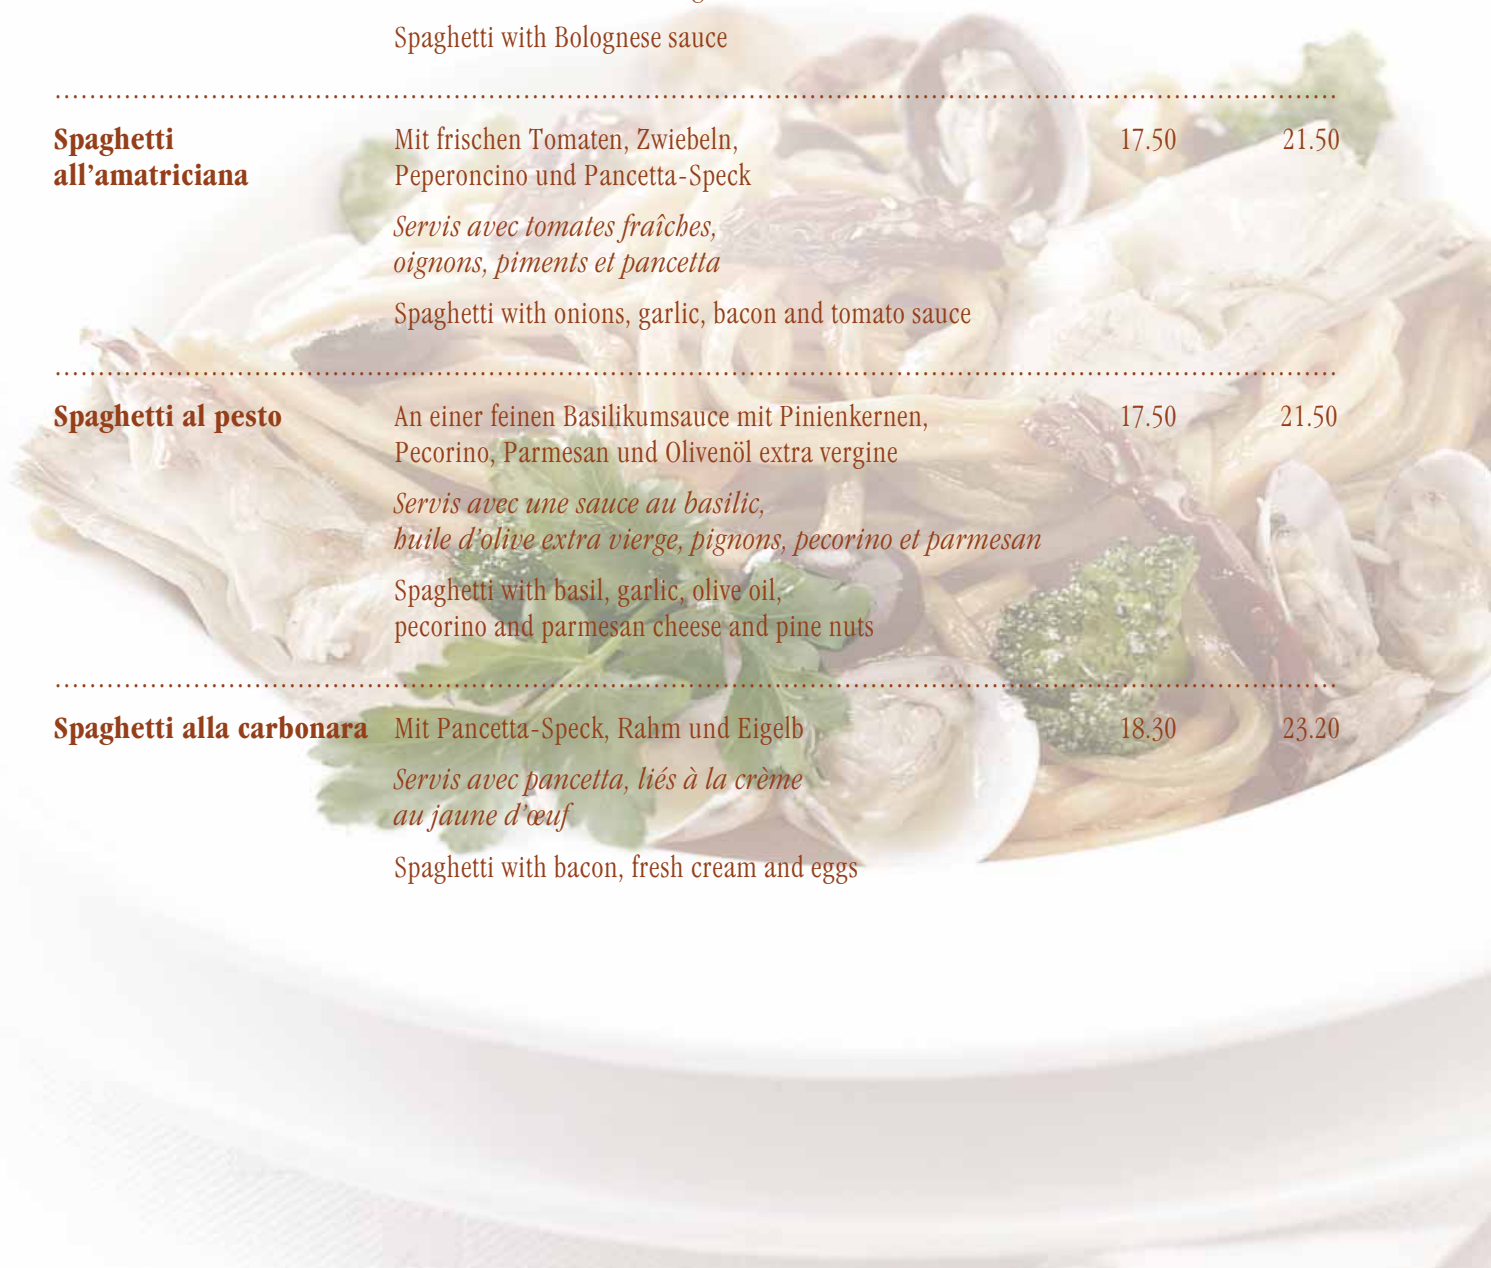 Spaghetti with Bolognese sauce
Spaghetti
all’amatriciana
Mit frischen Tomaten, Zwiebeln,
Peperoncino und Pancetta-Speck
17.50 21.50
Servis avec tomates fraîches,
oignons, piments et pancetta
Spaghetti with onions, garlic, bacon and tomato sauce
Spaghetti al pesto
An einer feinen Basilikumsauce mit Pinienkernen,
Pecorino, Parmesan und Olivenöl extra vergine
17.50 21.50
Servis avec une sauce au basilic,
huile d’olive extra vierge, pignons, pecorino et parmesan
Spaghetti with basil, garlic, olive oil,
pecorino and parmesan cheese and pine nuts
Spaghetti alla carbonara
Mit Pancetta-Speck, Rahm und Eigelb
18.30 23.20
Servis avec pancetta, liés à la crème
au jaune d’œuf
Spaghetti with bacon, fresh cream and eggs